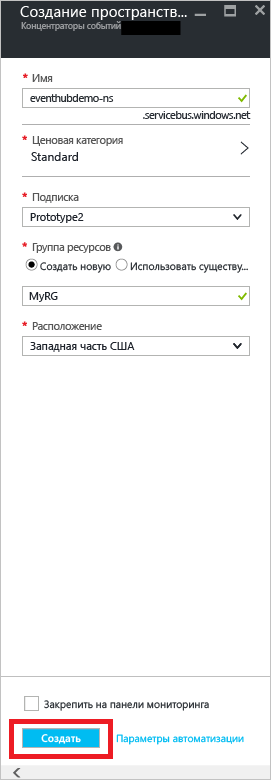 Создание пространств...
Концентраторы событий
* Имя
eventhubdemo-ns
.servicebus.windows.net
* Ценовая категория
Standard
* Подписка
Prototype2
* Группа ресурсов
Создать новую Использовать существу...
MyRG
* Расположение
Западная часть США
Закрепить на панели мониторинга
Создать Параметры автоматизации